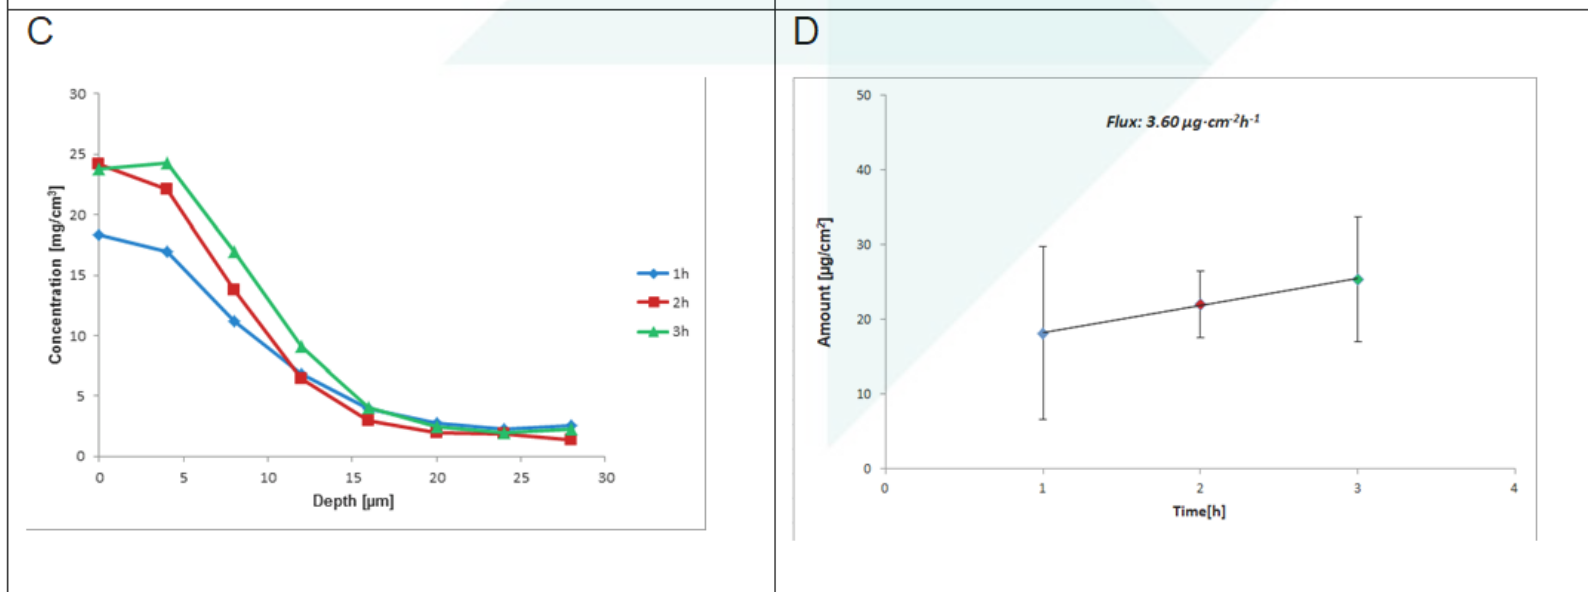 C
30
25
20
15
10
5
0
Concentration [mg/cm³]
0 5 10 15 20 25 30
Depth [µm]
1h
2h
3h
D
50
40
30
20
10
0
Amount [µg/cm²]
Flux: 3.60 µg·cm⁻²h⁻¹
0 1 2 3 4
Time[h]